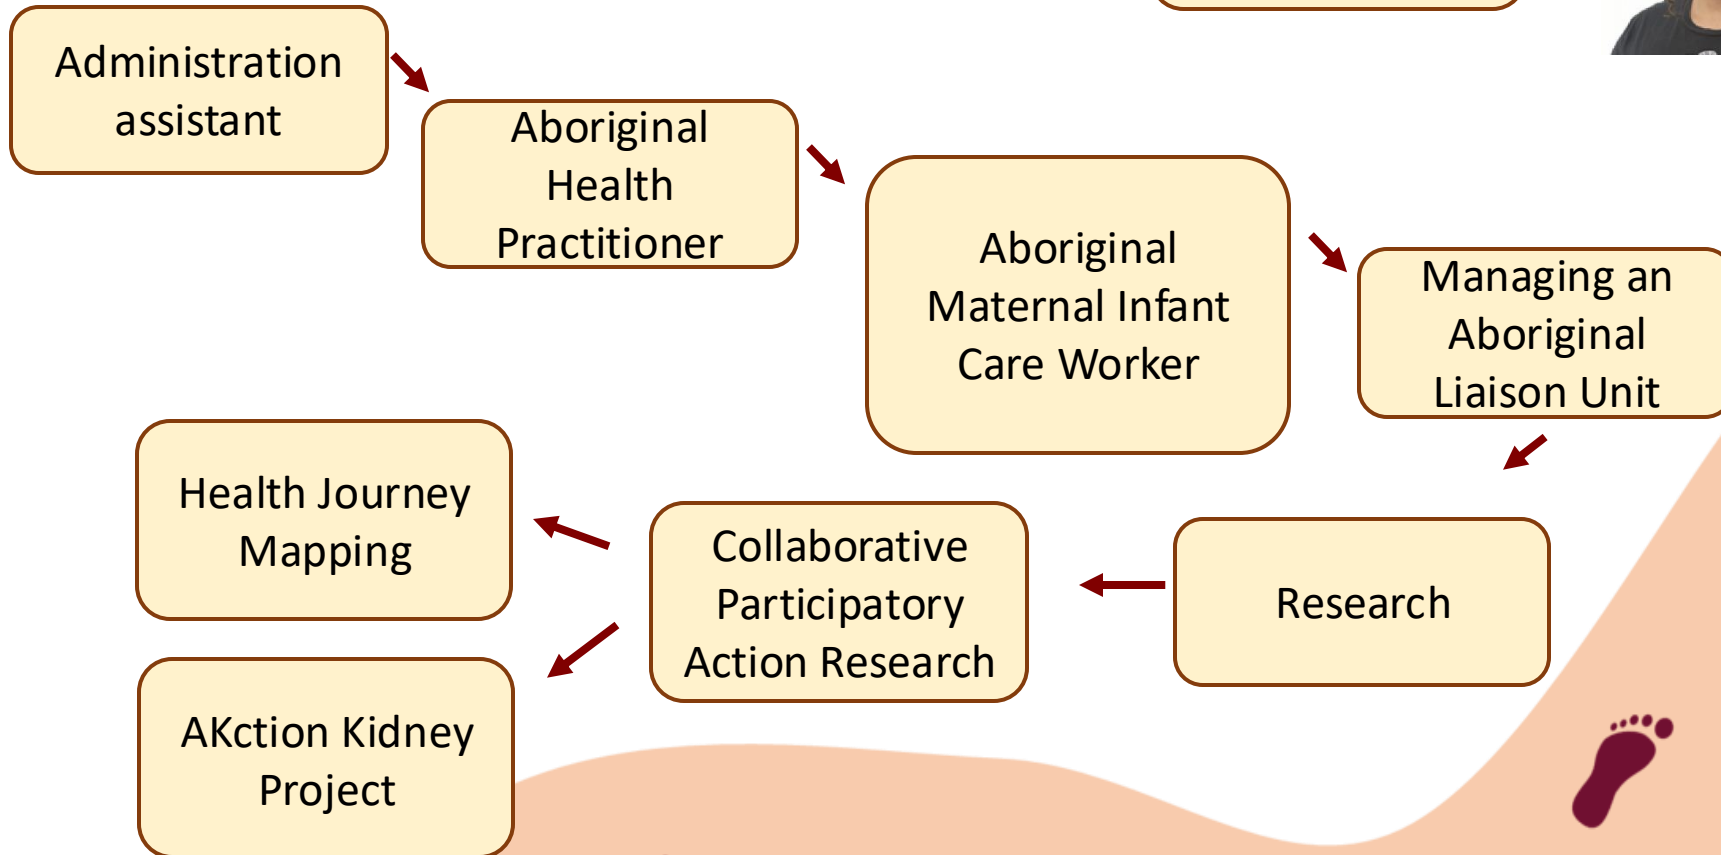 Administration
assistant
Aboriginal
Health
Practitioner
Aboriginal
Maternal Infant
Care Worker
Managing an
Aboriginal
Liaison Unit
Research
Collaborative
Participatory
Action Research
Health Journey
Mapping
AKction Kidney
Project